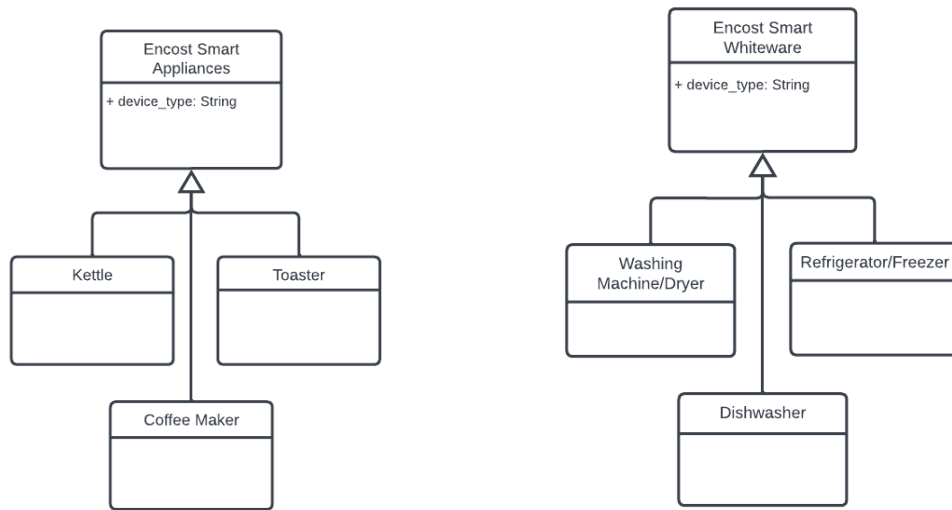 Encost Smart
Appliances
+ device_type: String
Kettle
Toaster
Coffee Maker
Encost Smart
Whiteware
+ device_type: String
Washing
Machine/Dryer
Refrigerator/Freezer
Dishwasher